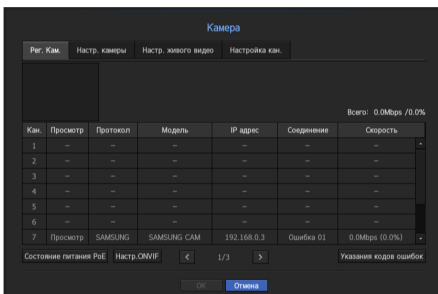 Камера
Рег. Кам. Настр. камеры Настр. живого видео Настройка кан.
Всего: 0.0Mbps /0.0%
Кан. Просмотр Протокол Модель IP адрес Соединение Скорость
1 – – – – – –
2 – – – – – –
3 – – – – – –
4 – – – – – –
5 – – – – – –
6 – – – – – –
7 Просмотр SAMSUNG SAMSUNG CAM 192.168.0.3 Ошибка 01 0.0Mbps (0.0%)
Состояние питания PoE Настр.ONVIF < 1/3 > Указания кодов ошибок
OK Отмена